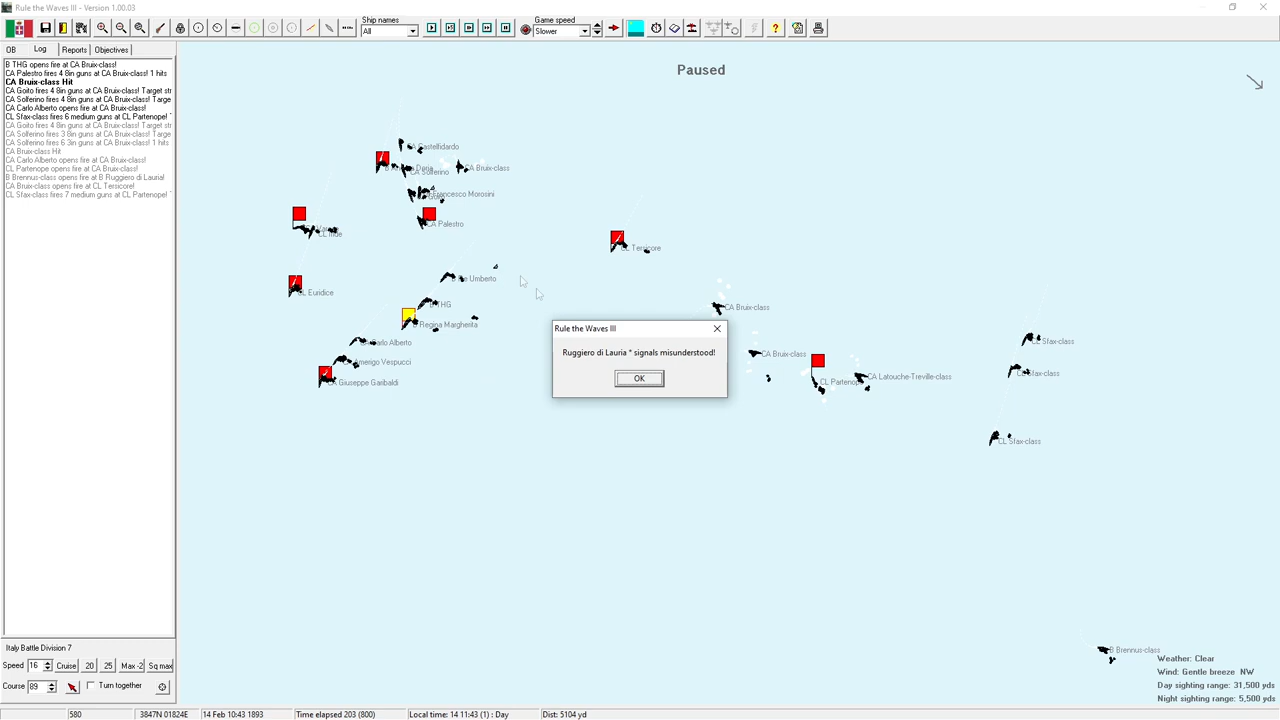 Rule the Waves III - Version 1.00.03
Ship names
All
Game speed
Slower
OB Log Reports Objectives
B THG opens fire at CA Bruix-class!
CA Palestro fires 4 8in guns at CA Bruix-class! 1 hits
CA Bruix-class Hit
CA Goito fires 4 8in guns at CA Bruix-class! Target str
CA Solferino fires 4 8in guns at CA Bruix-class! Targe
CA Carlo Alberto opens fire at CA Bruix-class!
CL Sfax-class fires 6 medium guns at CL Partenope!
CA Goito fires 4 8in guns at CA Bruix-class! Target str
CA Solferino fires 3 8in guns at CA Bruix-class! Targe
CA Solferino fires 6 3in guns at CA Bruix-class! 1 hits
CA Bruix-class Hit
CA Carlo Alberto opens fire at CA Bruix-class!
CL Partenope opens fire at CA Bruix-class!
B Brennus-class opens fire at B Ruggiero di Lauria!
CA Bruix-class opens fire at CL Tersicore!
CL Sfax-class fires 7 medium guns at CL Partenope!
Paused
CA Castelfidardo
CA Solferino
CA Bruix-class
Francesco Morosini
CA Palestro
CL Tersicore
B Re Umberto
CL Euridice
B THG
B Regina Margherita
CA Bruix-class
CA Carlo Alberto
CA Bruix-class
Amerigo Vespucci
CA Giuseppe Garibaldi
CL Partenope
CA Latouche-Treville-class
CL Sfax-class
CL Sfax-class
CL Sfax-class
B Brennus-class
Rule the Waves III
Ruggiero di Lauria * signals misunderstood!
OK
Italy Battle Division 7
Speed 16 Cruise 20 25 Max -2 Sq max
Course 89 Turn together
Weather: Clear
Wind: Gentle breeze NW
Day sighting range: 31,500 yds
Night sighting range: 5,500 yds
580 3847N 01824E 14 Feb 10:43 1893 Time elapsed 203 (800) Local time: 14 11:43 (1) : Day Dist: 5104 yd